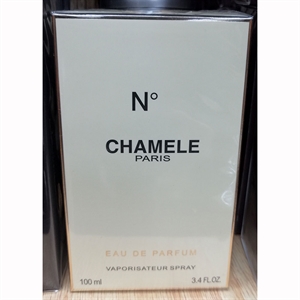 N°
CHAMELE
PARIS
EAU DE PARFUM
VAPORISATEUR SPRAY
100 ml 3.4 FL.OZ.